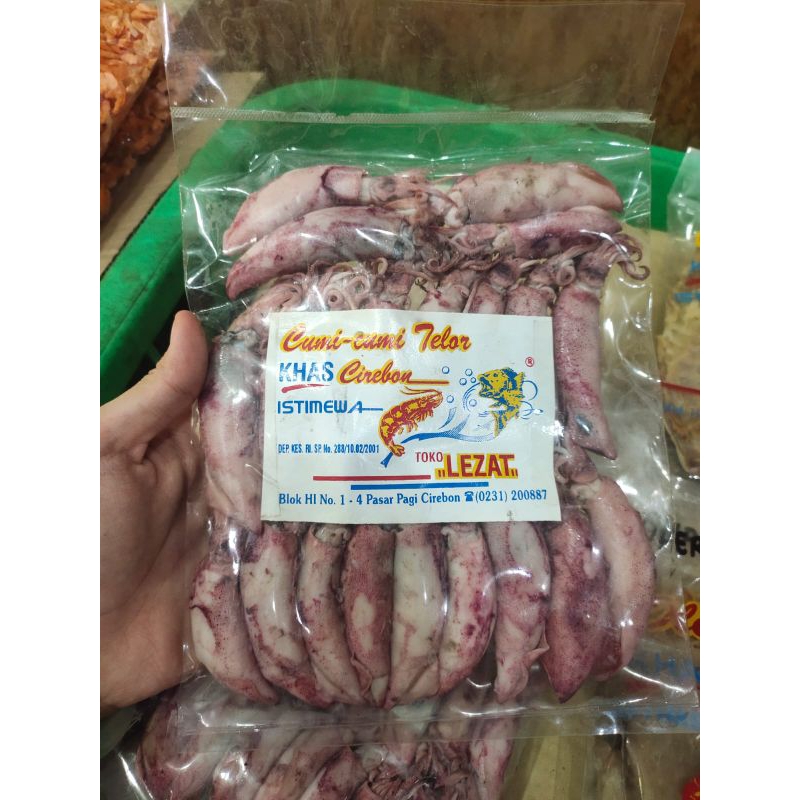 Cumi-cumi Telor
KHAS Cirebon
ISTIMEWA
®
DEP. KES. RI. SP. No. 288/10.02/2001
TOKO „LEZAT„
Blok HI No. 1 - 4 Pasar Pagi Cirebon ☎ (0231) 200887